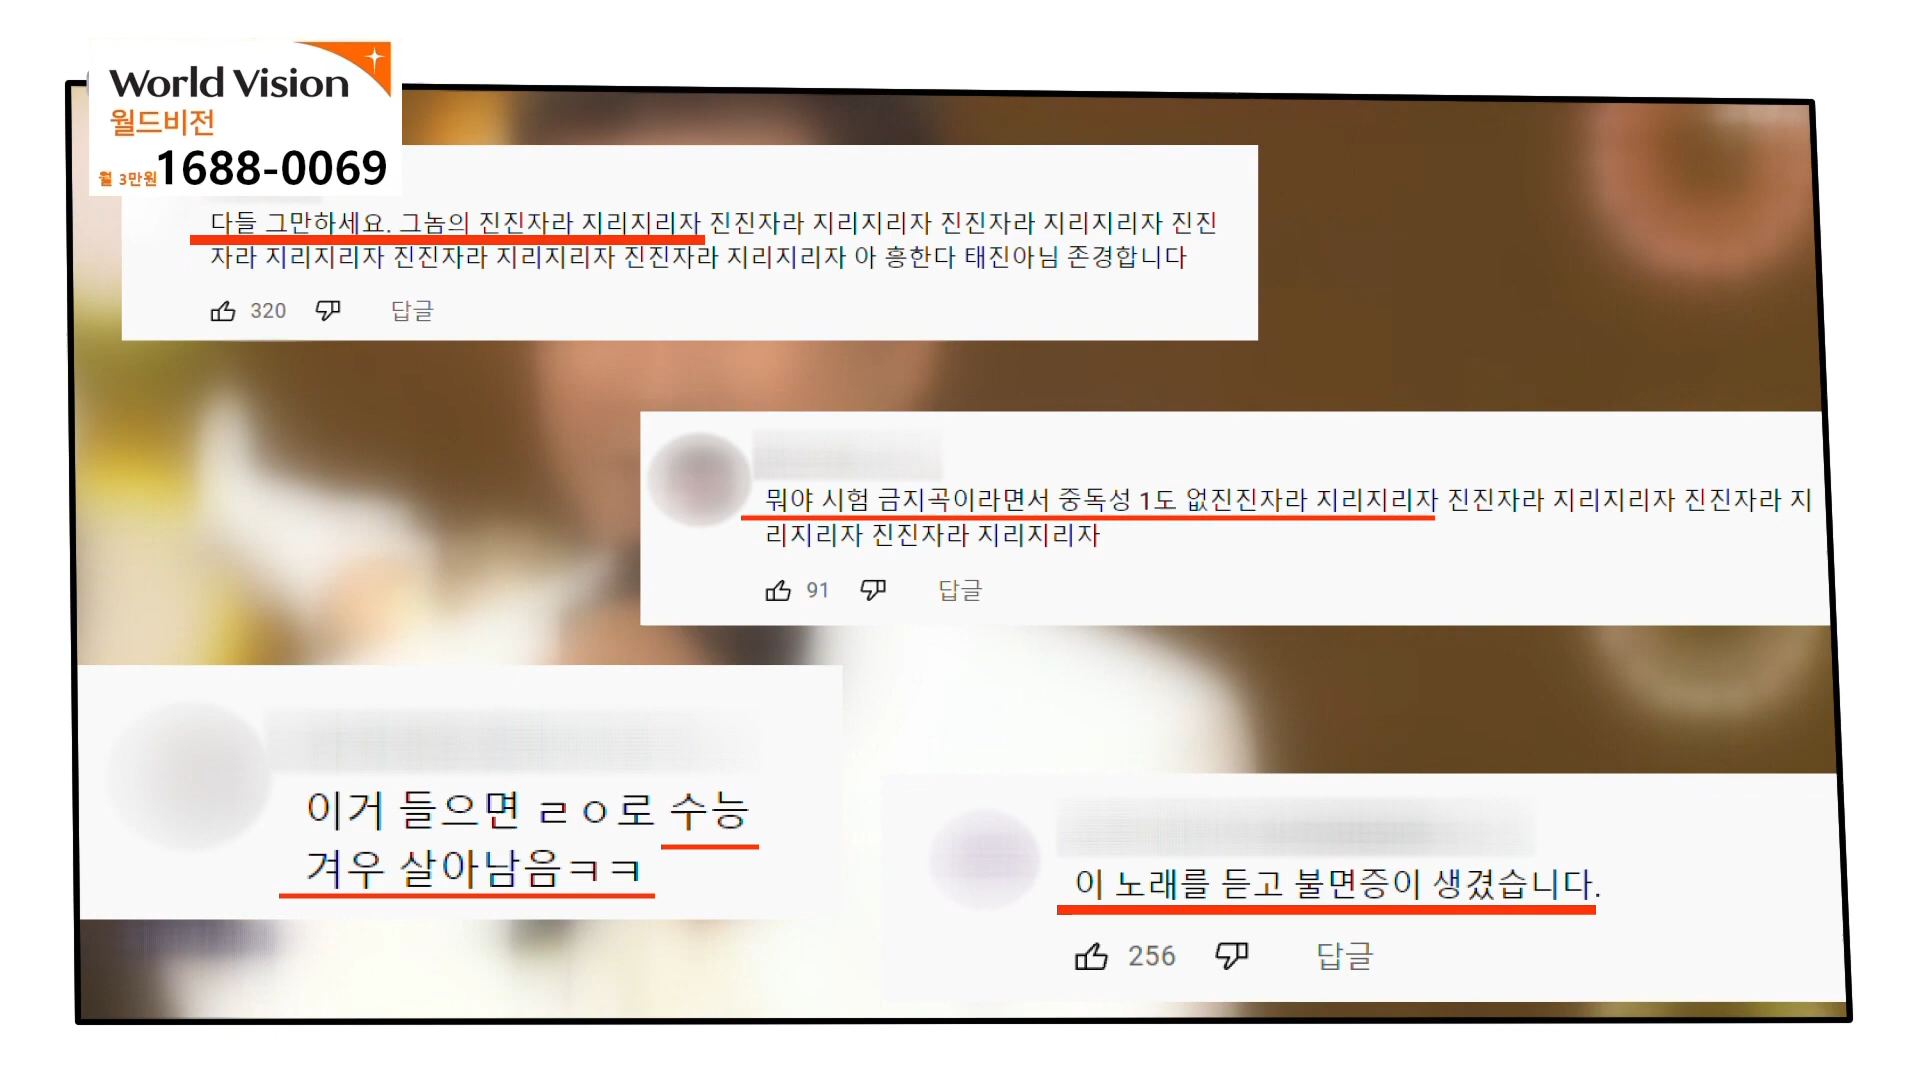 World Vision
월드비전
월 3만원 1688-0069
다들 그만하세요. 그놈의 진진자라 지리지리자 진진자라 지리지리자 진진자라 지리지리자 진진
자라 지리지리자 진진자라 지리지리자 진진자라 지리지리자 아 흥한다 태진아님 존경합니다
320 답글
뭐야 시험 금지곡이라면서 중독성 1도 없진진자라 지리지리자 진진자라 지리지리자 진진자라 지
리지리자 진진자라 지리지리자
91 답글
이거 들으면 ㄹㅇ로 수능
겨우 살아남음ㅋㅋ
이 노래를 듣고 불면증이 생겼습니다.
256 답글